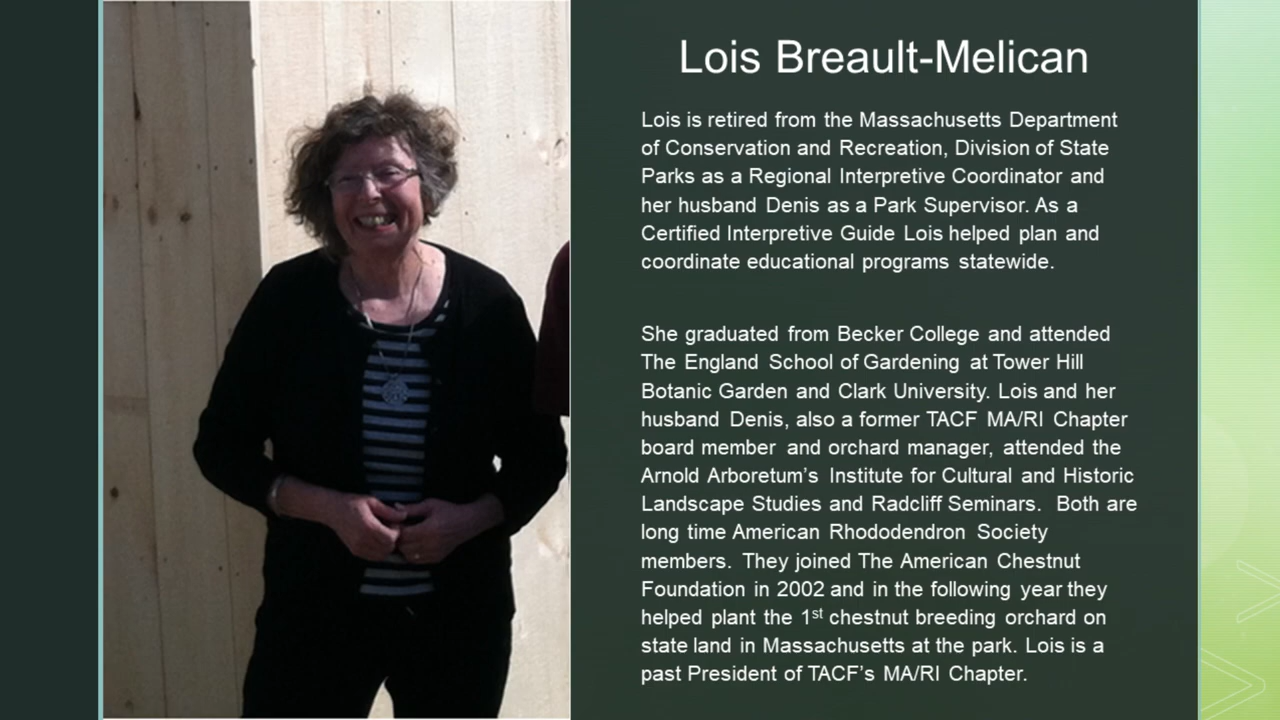 Lois Breault-Melican
Lois is retired from the Massachusetts Department
of Conservation and Recreation, Division of State
Parks as a Regional Interpretive Coordinator and
her husband Denis as a Park Supervisor. As a
Certified Interpretive Guide Lois helped plan and
coordinate educational programs statewide.
She graduated from Becker College and attended
The England School of Gardening at Tower Hill
Botanic Garden and Clark University. Lois and her
husband Denis, also a former TACF MA/RI Chapter
board member and orchard manager, attended the
Arnold Arboretum’s Institute for Cultural and Historic
Landscape Studies and Radcliff Seminars. Both are
long time American Rhododendron Society
members. They joined The American Chestnut
Foundation in 2002 and in the following year they
helped plant the 1st chestnut breeding orchard on
state land in Massachusetts at the park. Lois is a
past President of TACF’s MA/RI Chapter.